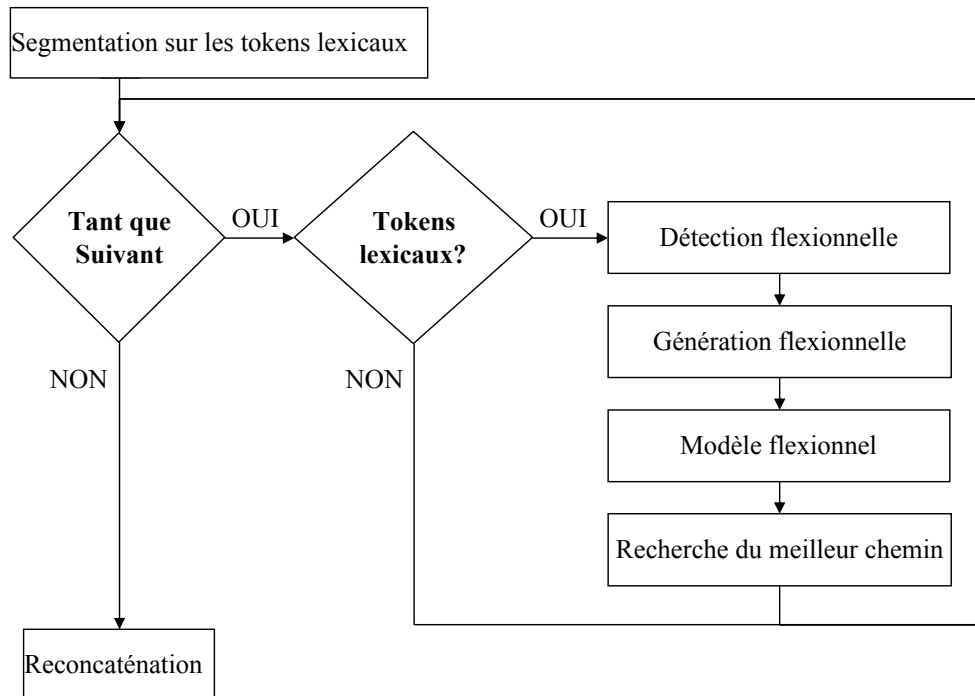 Segmentation sur les tokens lexicaux
Tant que
Suivant
OUI
Tokens
lexicaux?
OUI
Détection flexionnelle
Génération flexionnelle
NON
NON
Modèle flexionnel
Recherche du meilleur chemin
Reconcaténation